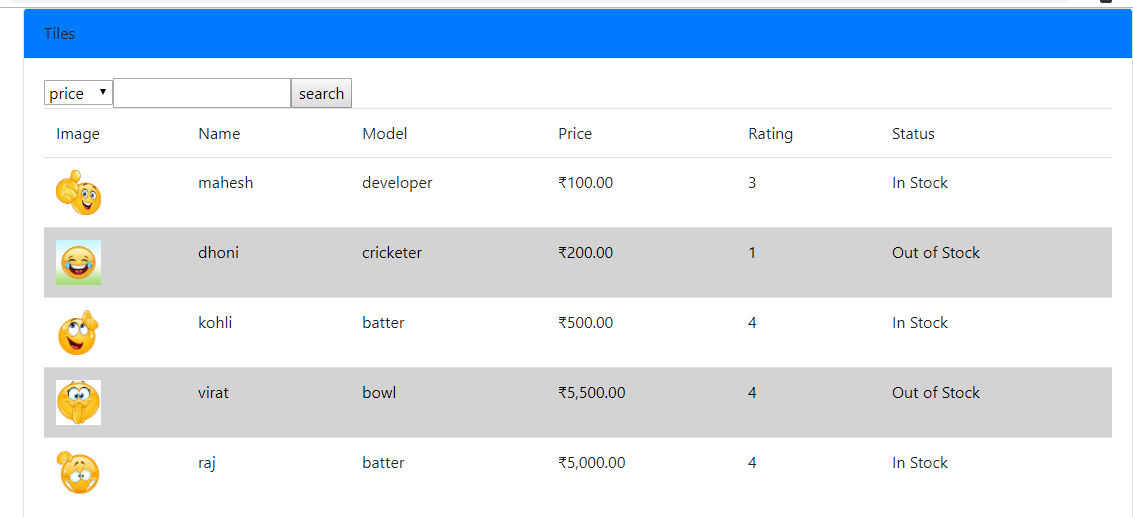 Tiles
price search
Image Name Model Price Rating Status
mahesh developer ₹100.00 3 In Stock
dhoni cricketer ₹200.00 1 Out of Stock
kohli batter ₹500.00 4 In Stock
virat bowl ₹5,500.00 4 Out of Stock
raj batter ₹5,000.00 4 In Stock